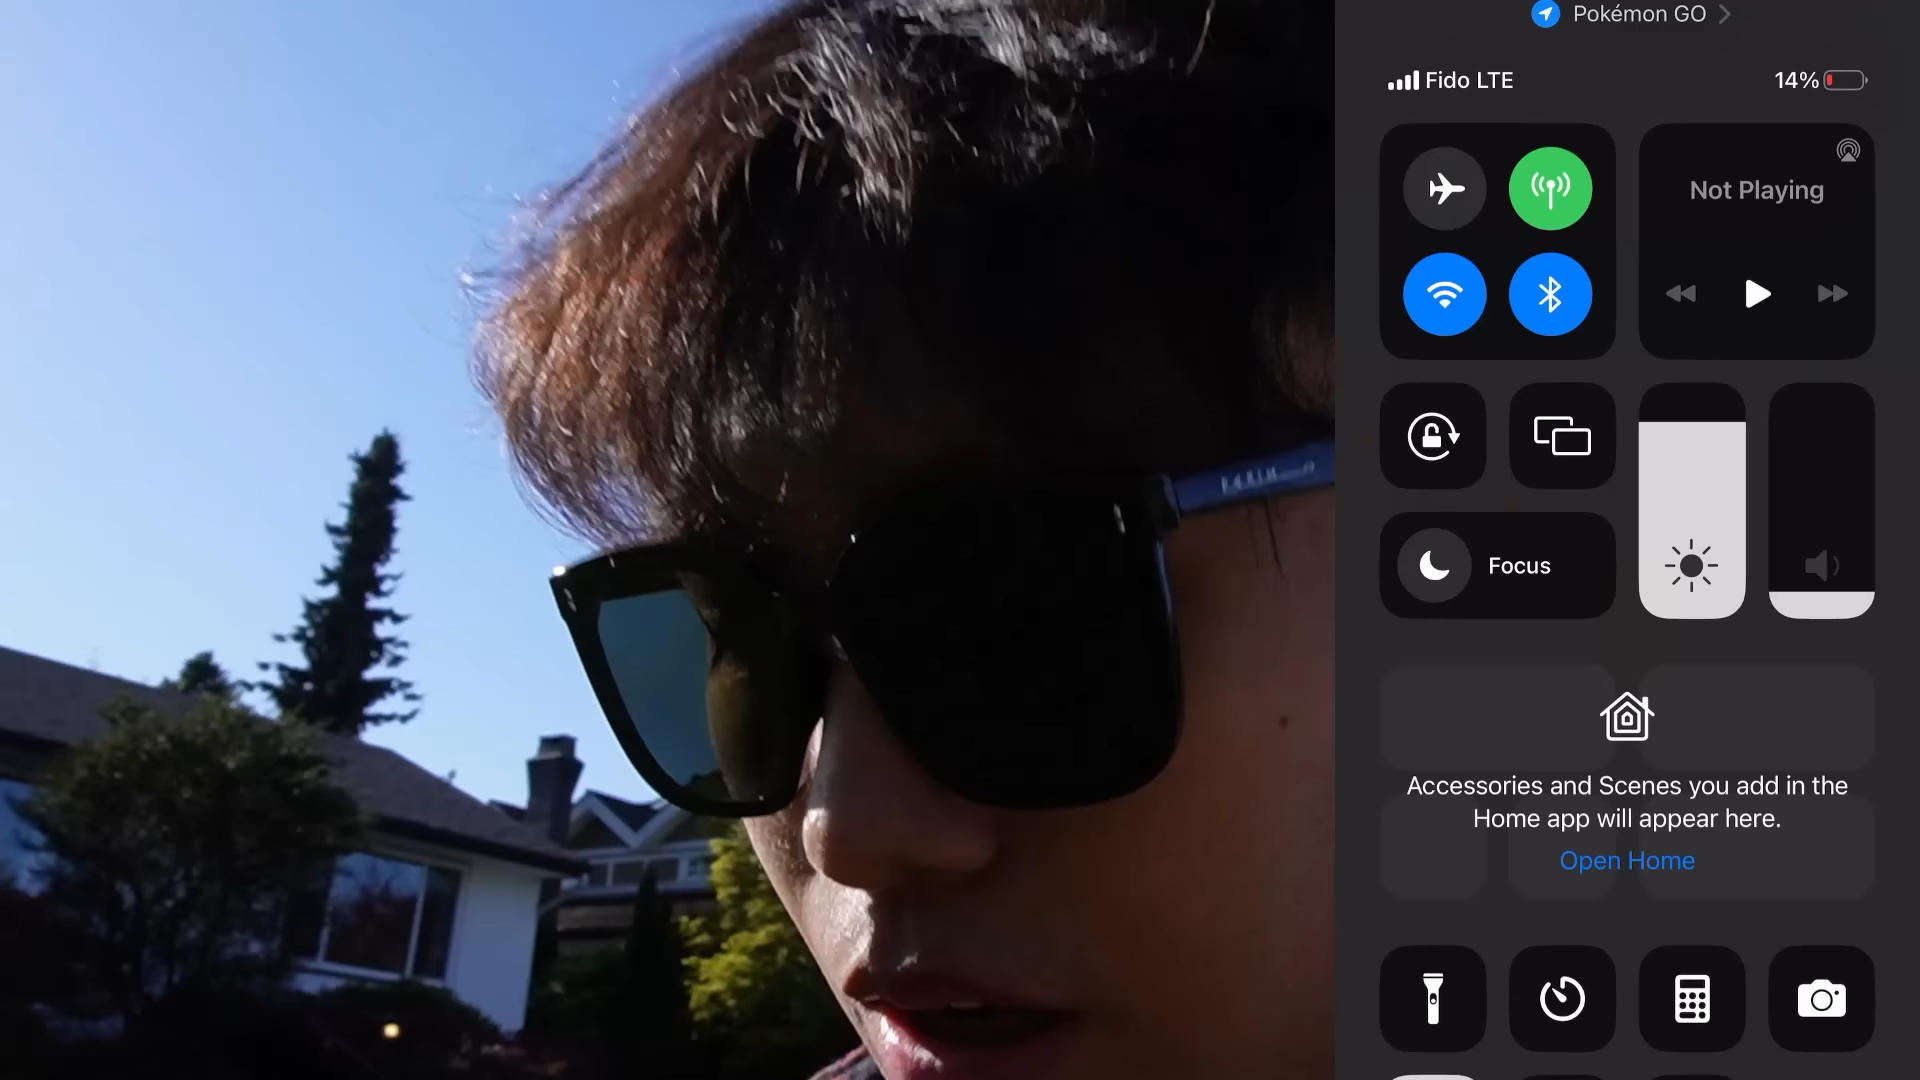 Pokémon GO
Fido LTE
14%
Not Playing
Focus
Accessories and Scenes you add in the
Home app will appear here.
Open Home